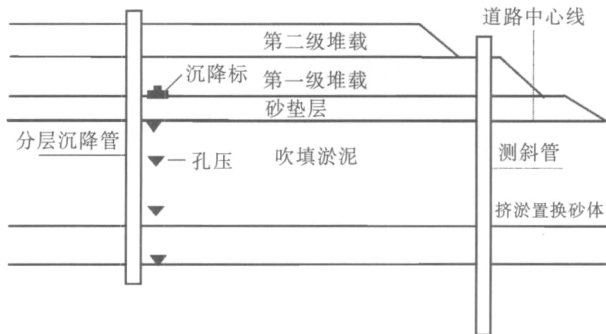 道路中心线
第二级堆载
沉降标
第一级堆载
砂垫层
分层沉降管
孔压
吹填淤泥
测斜管
挤淤置换砂体